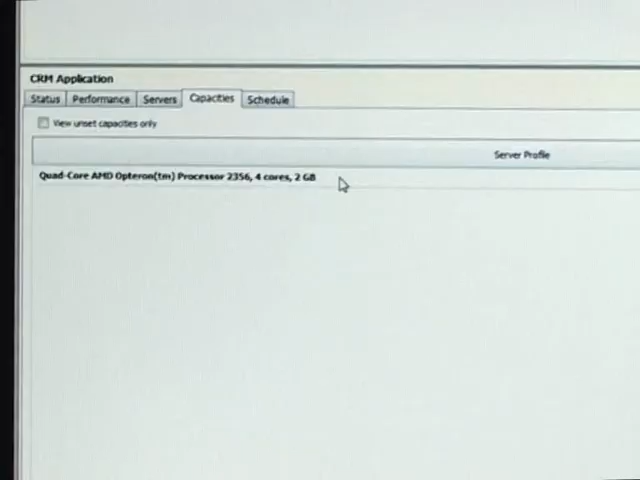 CRM Application
Status Performance Servers Capacities Schedule
View unset capacities only
Server Profile
Quad-Core AMD Opteron(tm) Processor 2356, 4 cores, 2 GB